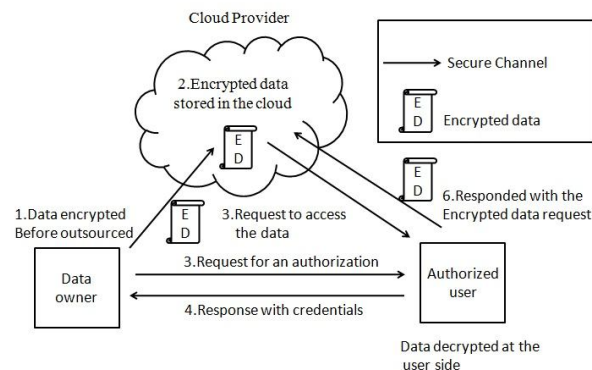 Cloud Provider
2.Encrypted data
stored in the cloud
E
D
Secure Channel
E
D
Encrypted data
E
D
6.Responded with the
Encrypted data request
1.Data encrypted
Before outsourced
E
D
3.Request to access
the data
3.Request for an authorization
4.Response with credentials
Data
owner
Authorized
user
Data decrypted at the
user side